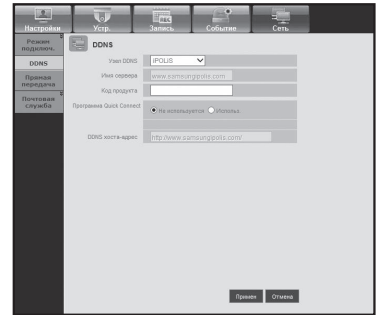 Настройки Устр. Запись Событие Сеть
Режим подключ.
DDNS
Прямая передача
Почтовая служба
DDNS
Узел DDNS iPOLiS
Имя сервера www.samsungipolis.com
Код продукта
Программа Quick Connect Не используется Использ.
DDNS хоста-адрес http://www.samsungipolis.com/
Примен Отмена